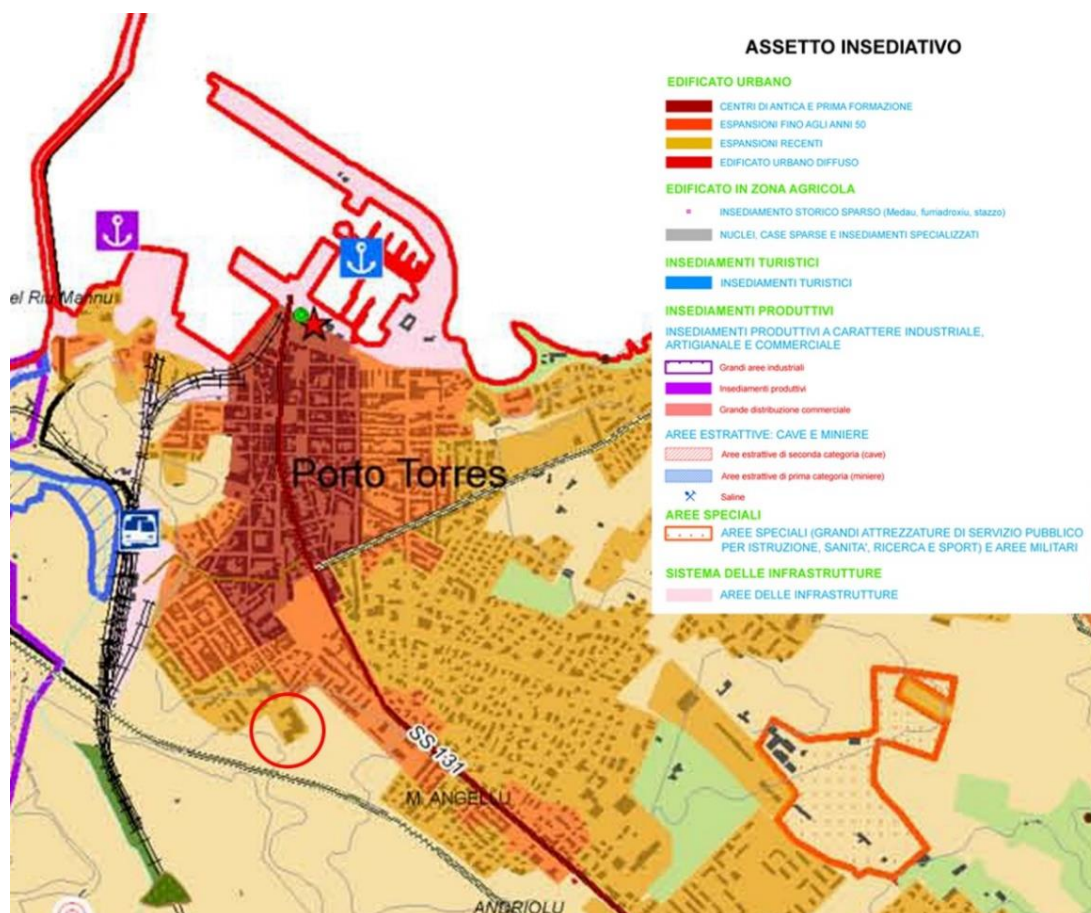 ASSETTO INSEDIATIVO
EDIFICATO URBANO
CENTRI DI ANTICA E PRIMA FORMAZIONE
ESPANSIONI FINO AGLI ANNI 50
ESPANSIONI RECENTI
EDIFICATO URBANO DIFFUSO
EDIFICATO IN ZONA AGRICOLA
INSEDIAMENTO STORICO SPARSO (Medau, furriadroxiu, stazzo)
NUCLEI, CASE SPARSE E INSEDIAMENTI SPECIALIZZATI
INSEDIAMENTI TURISTICI
INSEDIAMENTI TURISTICI
INSEDIAMENTI PRODUTTIVI
INSEDIAMENTI PRODUTTIVI A CARATTERE INDUSTRIALE,
ARTIGIANALE E COMMERCIALE
Grandi aree industriali
Insediamenti produttivi
Grande distribuzione commerciale
AREE ESTRATTIVE: CAVE E MINIERE
Aree estrattive di seconda categoria (cave)
Aree estrattive di prima categoria (miniere)
Saline
AREE SPECIALI
AREE SPECIALI (GRANDI ATTREZZATURE DI SERVIZIO PUBBLICO
PER ISTRUZIONE, SANITA', RICERCA E SPORT) E AREE MILITARI
SISTEMA DELLE INFRASTRUTTURE
AREE DELLE INFRASTRUTTURE
el Riu Mannu
Porto Torres
SS 131
M. ANGELLU
ANDRIOLU